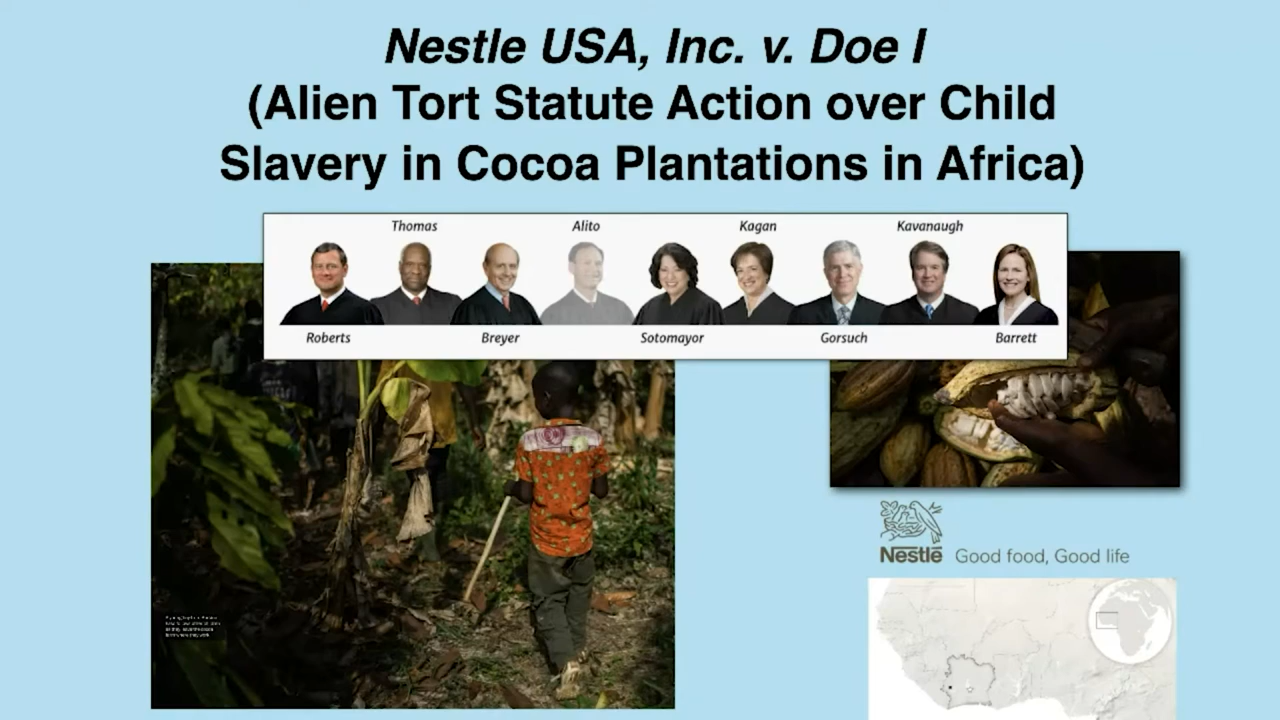 Nestle USA, Inc. v. Doe I
(Alien Tort Statute Action over Child
Slavery in Cocoa Plantations in Africa)
Thomas Alito Kagan Kavanaugh
Roberts Breyer Sotomayor Gorsuch Barrett
Nestlé Good food, Good life